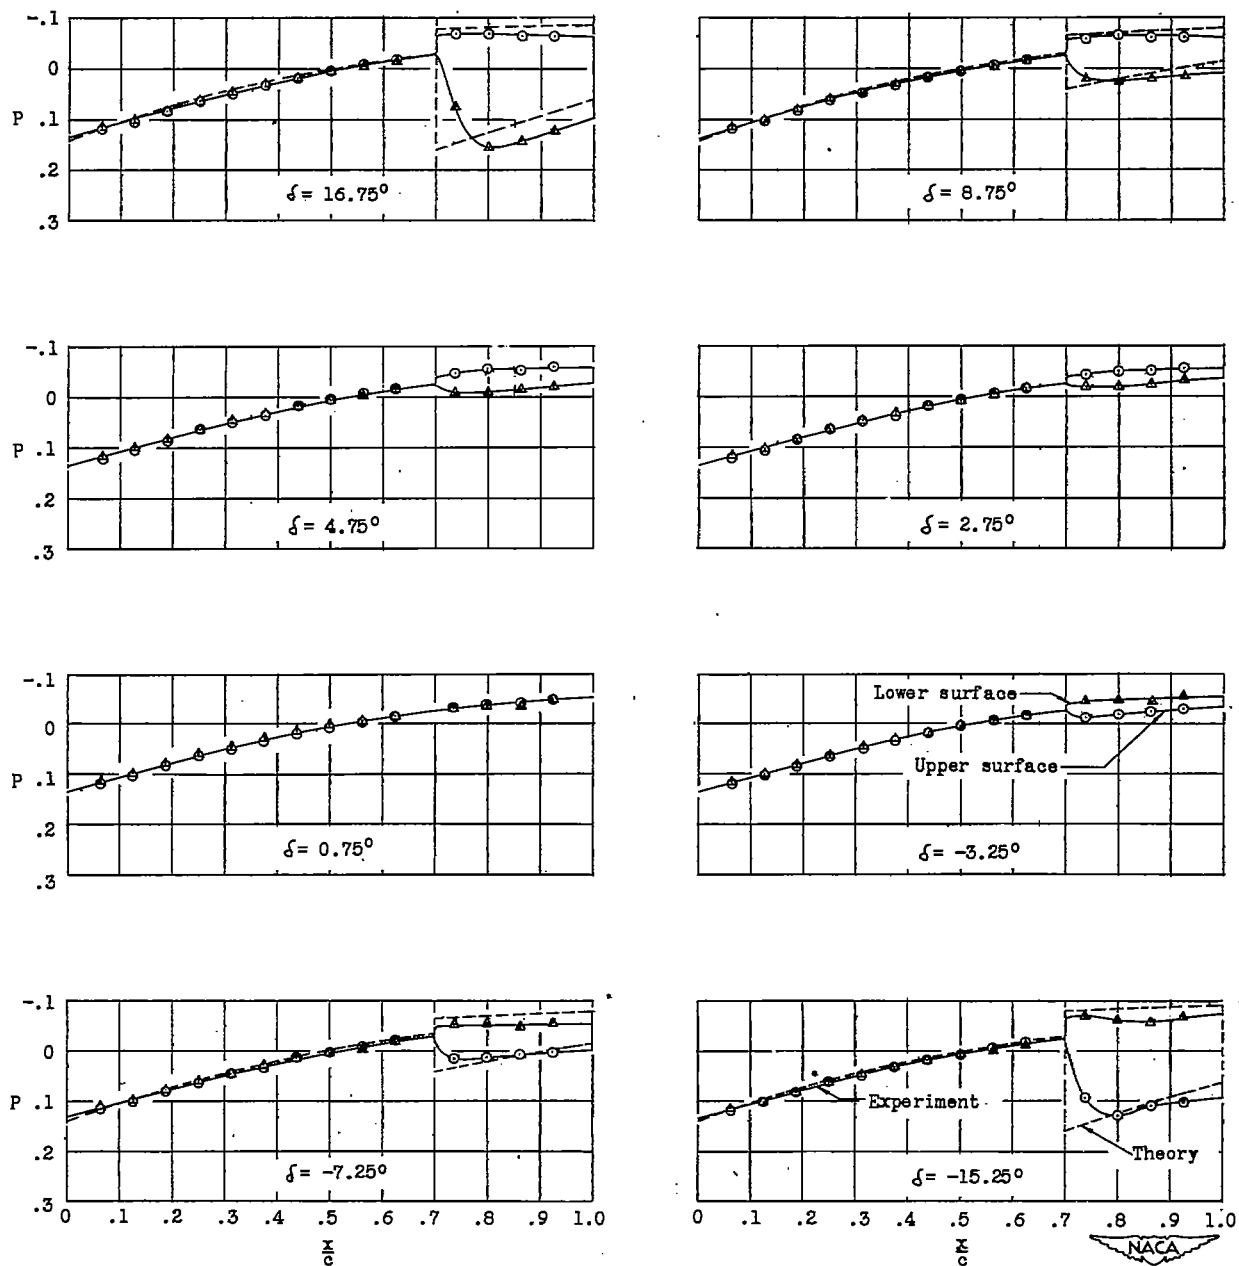 -.1
0
P
.1
.2
.3
δ = 16.75°
δ = 8.75°
-.1
0
P
.1
.2
.3
δ = 4.75°
δ = 2.75°
-.1
0
P
.1
.2
.3
δ = 0.75°
Lower surface
Upper surface
δ = -3.25°
-.1
0
P
.1
.2
.3
δ = -7.25°
Experiment
Theory
δ = -15.25°
0 .1 .2 .3 .4 .5 .6 .7 .8 .9 1.0
x/c
0 .1 .2 .3 .4 .5 .6 .7 .8 .9 1.0
x/c
NACA